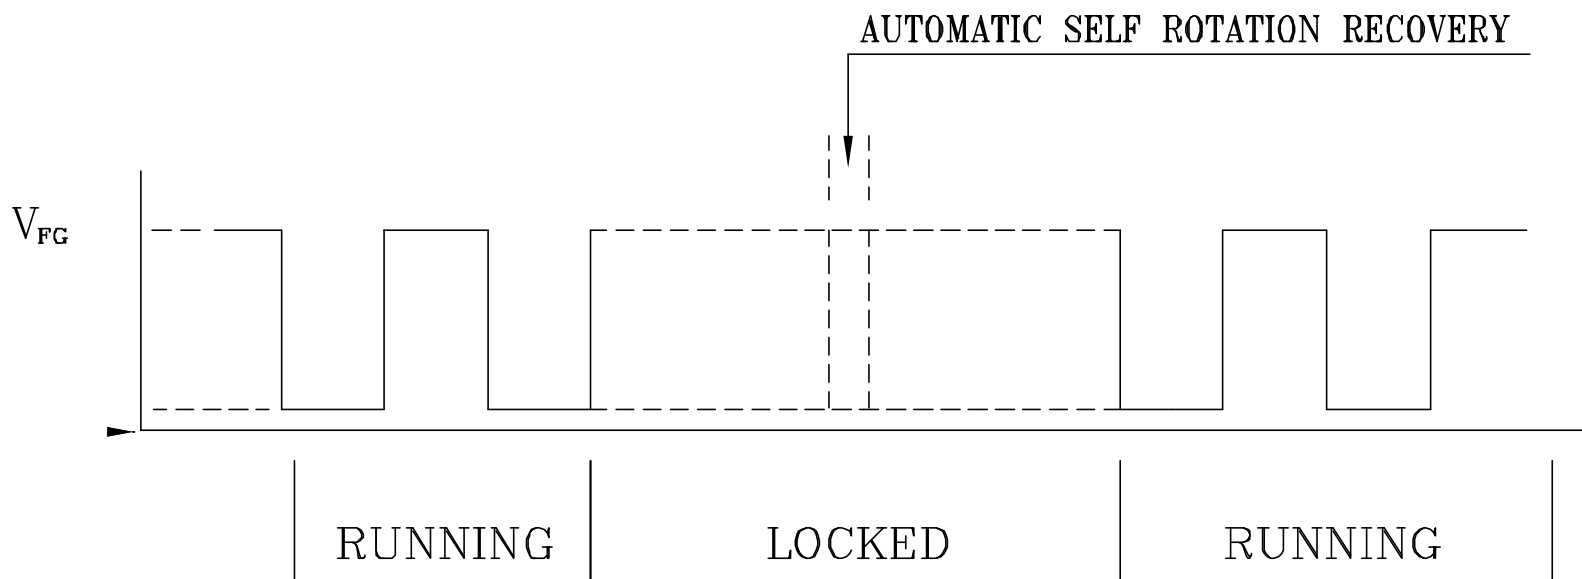 AUTOMATIC SELF ROTATION RECOVERY
VFG
RUNNING
LOCKED
RUNNING